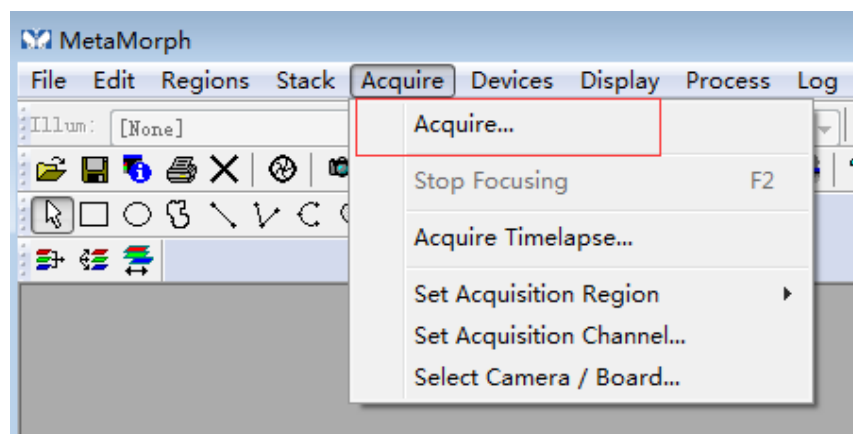 MetaMorph
File Edit Regions Stack Acquire Devices Display Process Log
Illum: [None]
Acquire...
Stop Focusing F2
Acquire Timelapse...
Set Acquisition Region
Set Acquisition Channel...
Select Camera / Board...